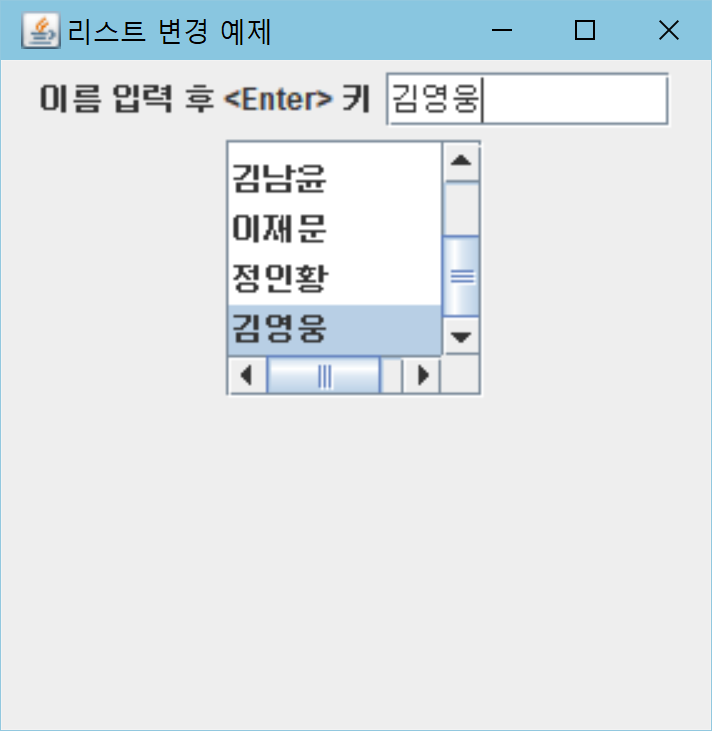 리스트 변경 예제
이름 입력 후 <Enter> 키 김영웅
김남윤
이재문
정인황
김영웅